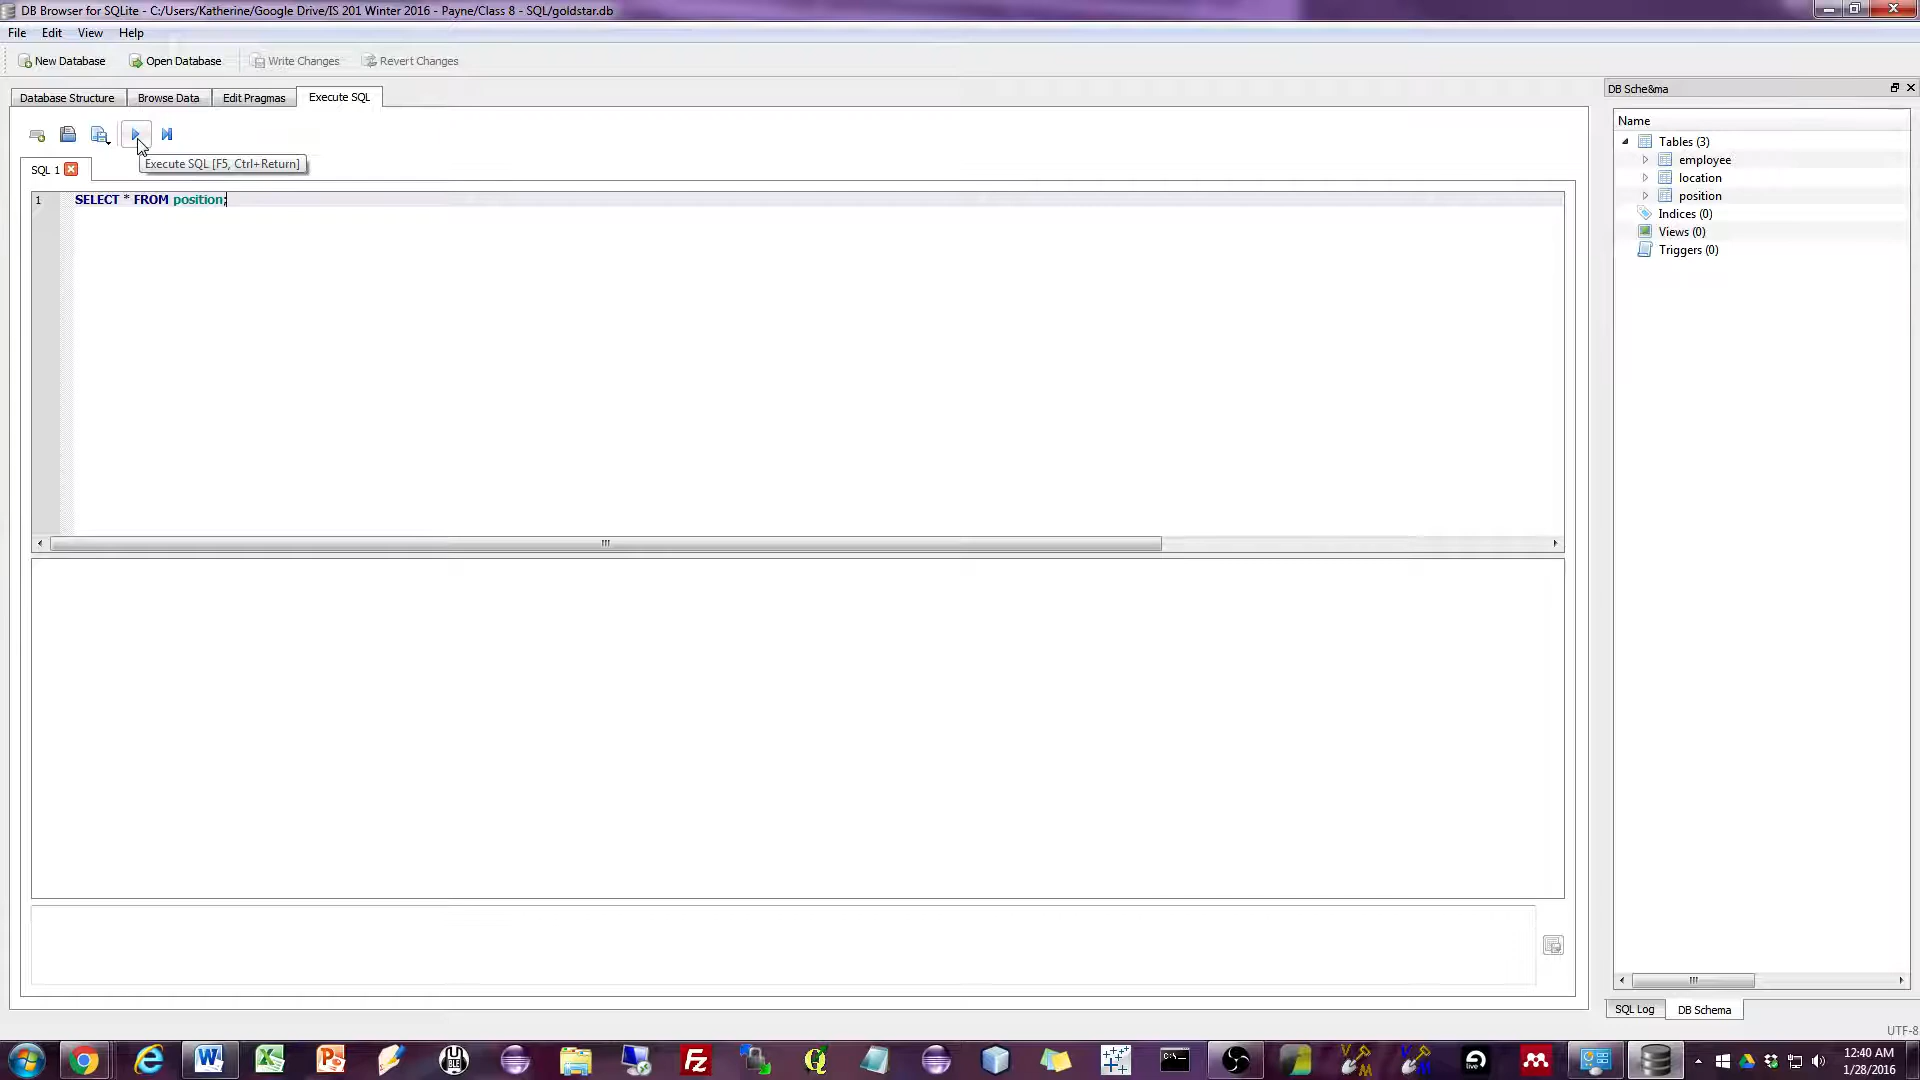 DB Browser for SQLite - C:/Users/Katherine/Google Drive/IS 201 Winter 2016 - Payne/Class 8 - SQL/goldstar.db
File Edit View Help
New Database Open Database Write Changes Revert Changes
Database Structure Browse Data Edit Pragmas Execute SQL
Execute SQL [F5, Ctrl+Return]
SQL 1
1 SELECT * FROM position;
DB Sche&ma
Name
Tables (3)
employee
location
position
Indices (0)
Views (0)
Triggers (0)
SQL Log DB Schema
UTF-8
12:40 AM
1/28/2016